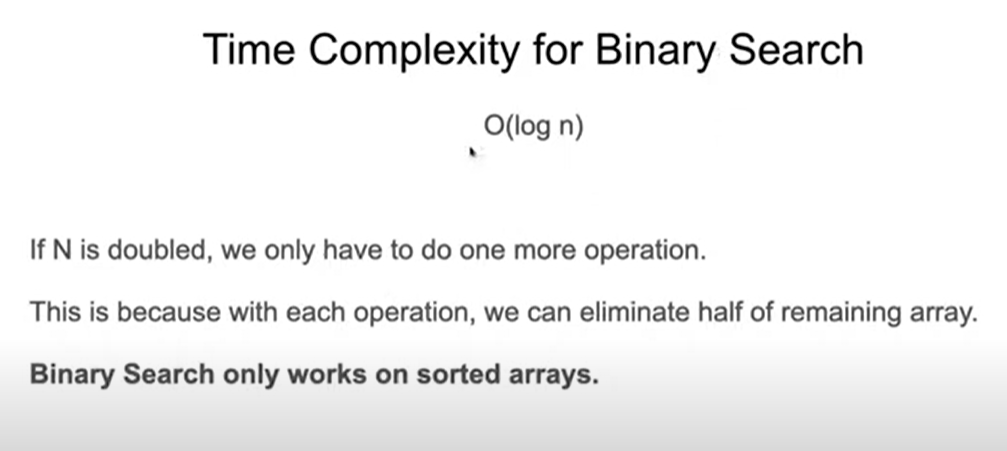 Time Complexity for Binary Search
O(log n)
If N is doubled, we only have to do one more operation.
This is because with each operation, we can eliminate half of remaining array.
Binary Search only works on sorted arrays.